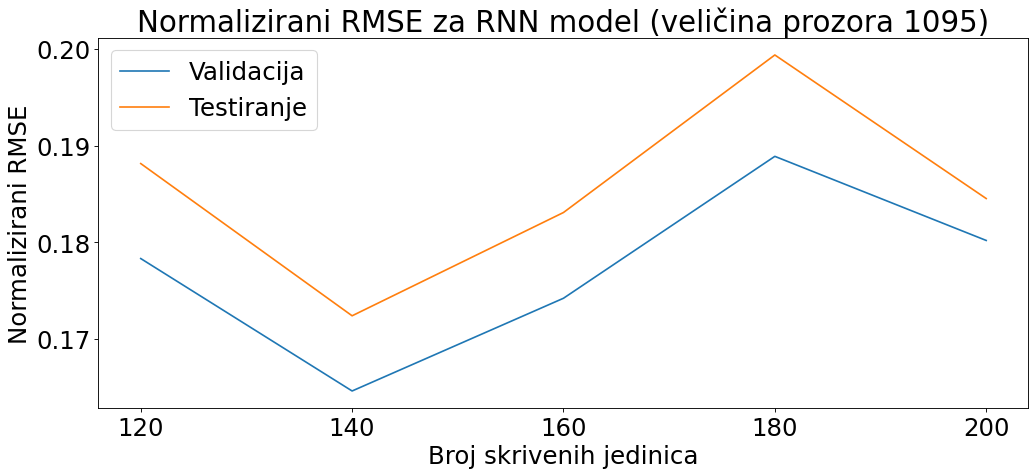 Normalizirani RMSE za RNN model (veličina prozora 1095)
Normalizirani RMSE
0.20
0.19
0.18
0.17
Validacija
Testiranje
120 140 160 180 200
Broj skrivenih jedinica